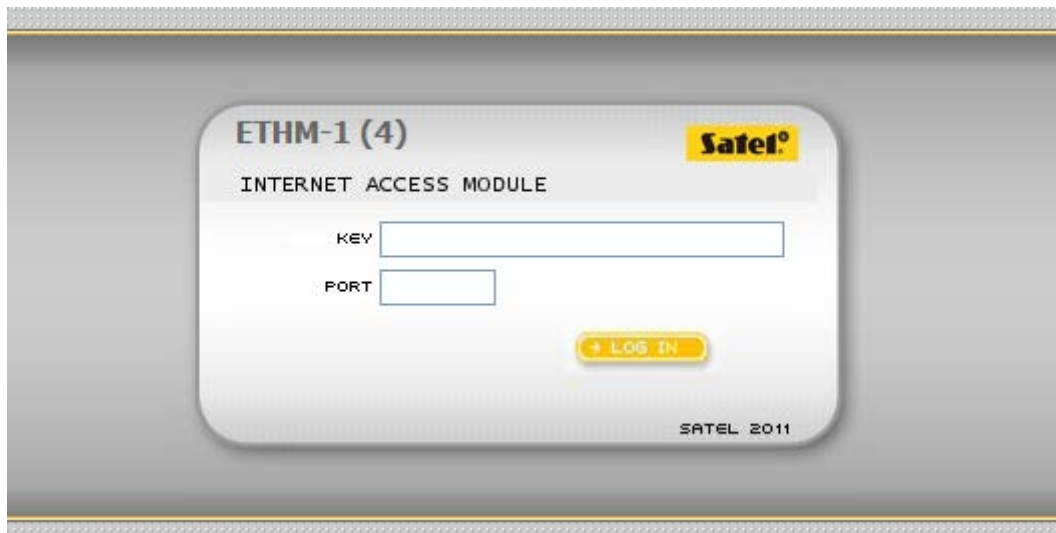 ETHM-1 (4)
Satel®
INTERNET ACCESS MODULE
KEY
PORT
→ LOG IN
SATEL 2011